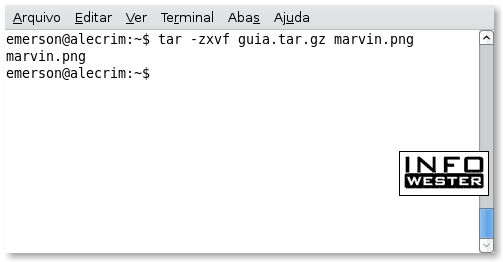 Arquivo Editar Ver Terminal Abas Ajuda
emerson@alecrim:~$ tar -zxvf guia.tar.gz marvin.png
marvin.png
emerson@alecrim:~$
INFO
WESTER